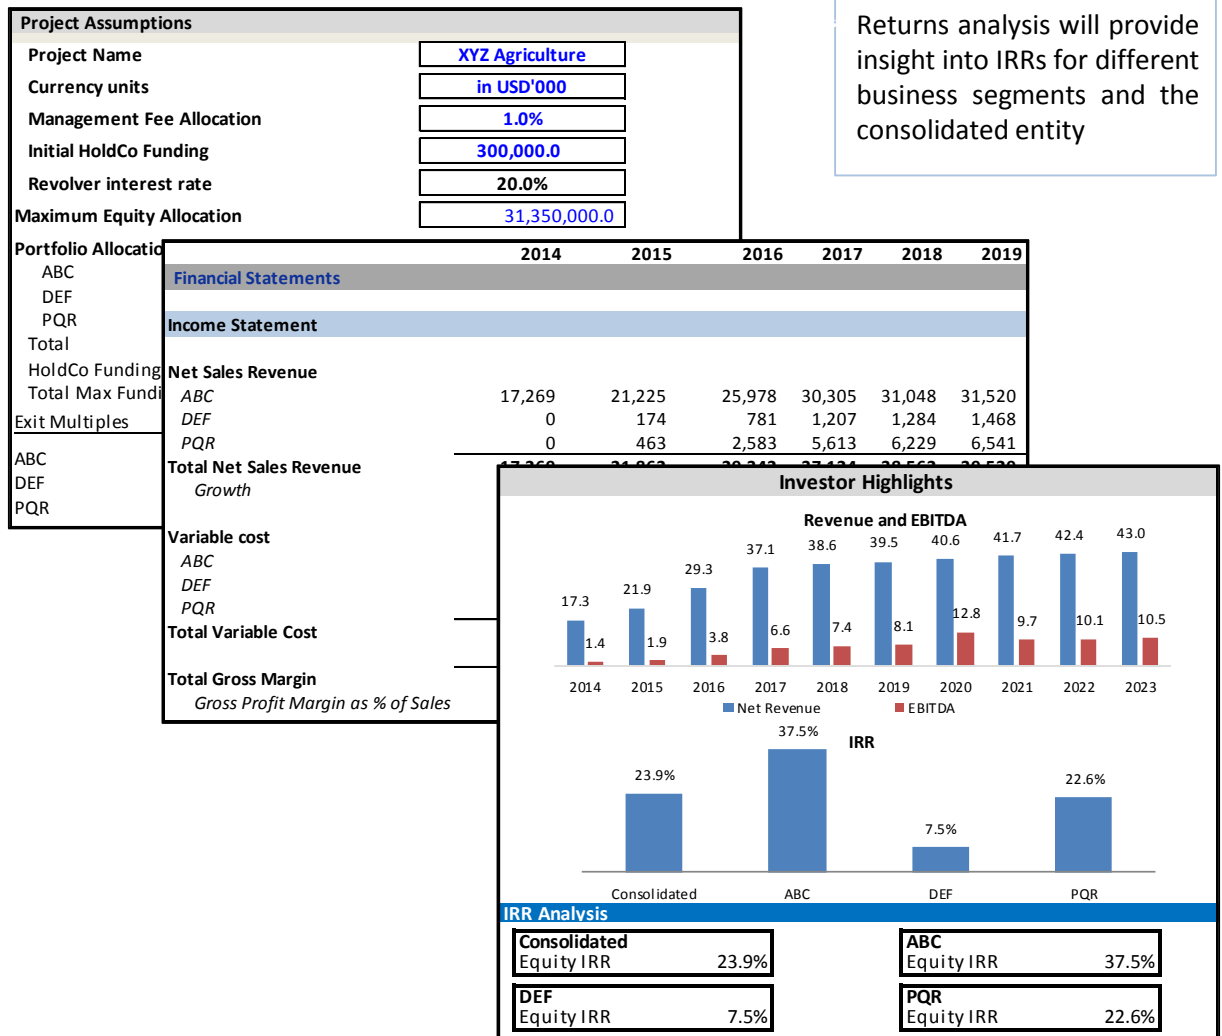 Project Assumptions
Project Name XYZ Agriculture
Currency units in USD'000
Management Fee Allocation 1.0%
Initial HoldCo Funding 300,000.0
Revolver interest rate 20.0%
Maximum Equity Allocation 31,350,000.0
Portfolio
ABC
DEF
PQR
Total
HoldCo Funding
Total Max
Exit Multiples
ABC
DEF
PQR
Returns analysis will provide
insight into IRRs for different
business segments and the
consolidated entity
2014 2015 2016 2017 2018 2019
Financial Statements
Income Statement
Net Sales Revenue
ABC 17,269 21,225 25,978 30,305 31,048 31,520
DEF 0 174 781 1,207 1,284 1,468
PQR 0 463 2,583 5,613 6,229 6,541
Total Net Sales Revenue
Growth
Variable cost
ABC
DEF
PQR
Total Variable Cost
Total Gross Margin
Gross Profit Margin as % of Sales
Investor Highlights
Revenue and EBITDA
17.3 21.9 29.3 37.1 38.6 39.5 40.6 41.7 42.4 43.0
1.4 1.9 3.8 6.6 7.4 8.1 12.8 9.7 10.1 10.5
2014 2015 2016 2017 2018 2019 2020 2021 2022 2023
Net Revenue EBITDA
IRR
23.9% 37.5% 7.5% 22.6%
Consolidated ABC DEF PQR
IRR Analysis
Consolidated ABC
Equity IRR 23.9% Equity IRR 37.5%
DEF PQR
Equity IRR 7.5% Equity IRR 22.6%